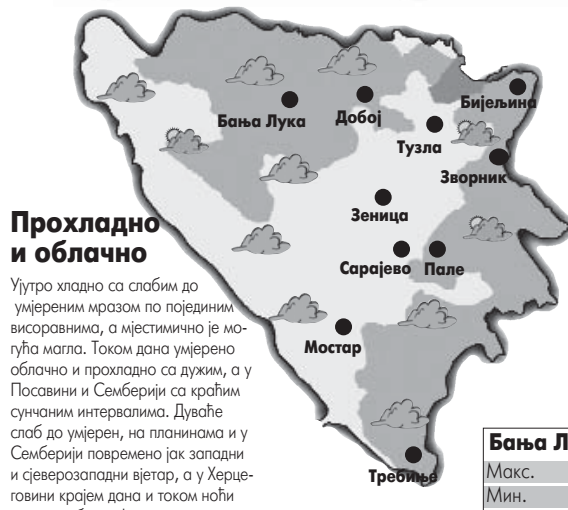 Бијељина
Добој
Бања Лука
Тузла
Зворник
Зеница
Сарајево
Пале
Мостар
Требиње
Прохладно
и облачно
Ујутро хладно са слабим до
умјереним мразом по појединим
висоравнима, а мјестимично је мо-
гућа магла. Током дана умјерено
облачно и прохладно са дужим, а у
Посавини и Семберији са краћим
сунчаним интервалима. Дуваће
слаб до умјерен, на планинама и у
Семберији повремено јак западни
и сјеверозападни вјетар, а у Херце-
говини крајем дана и током ноћи
Бања Л
Макс.
Мин.